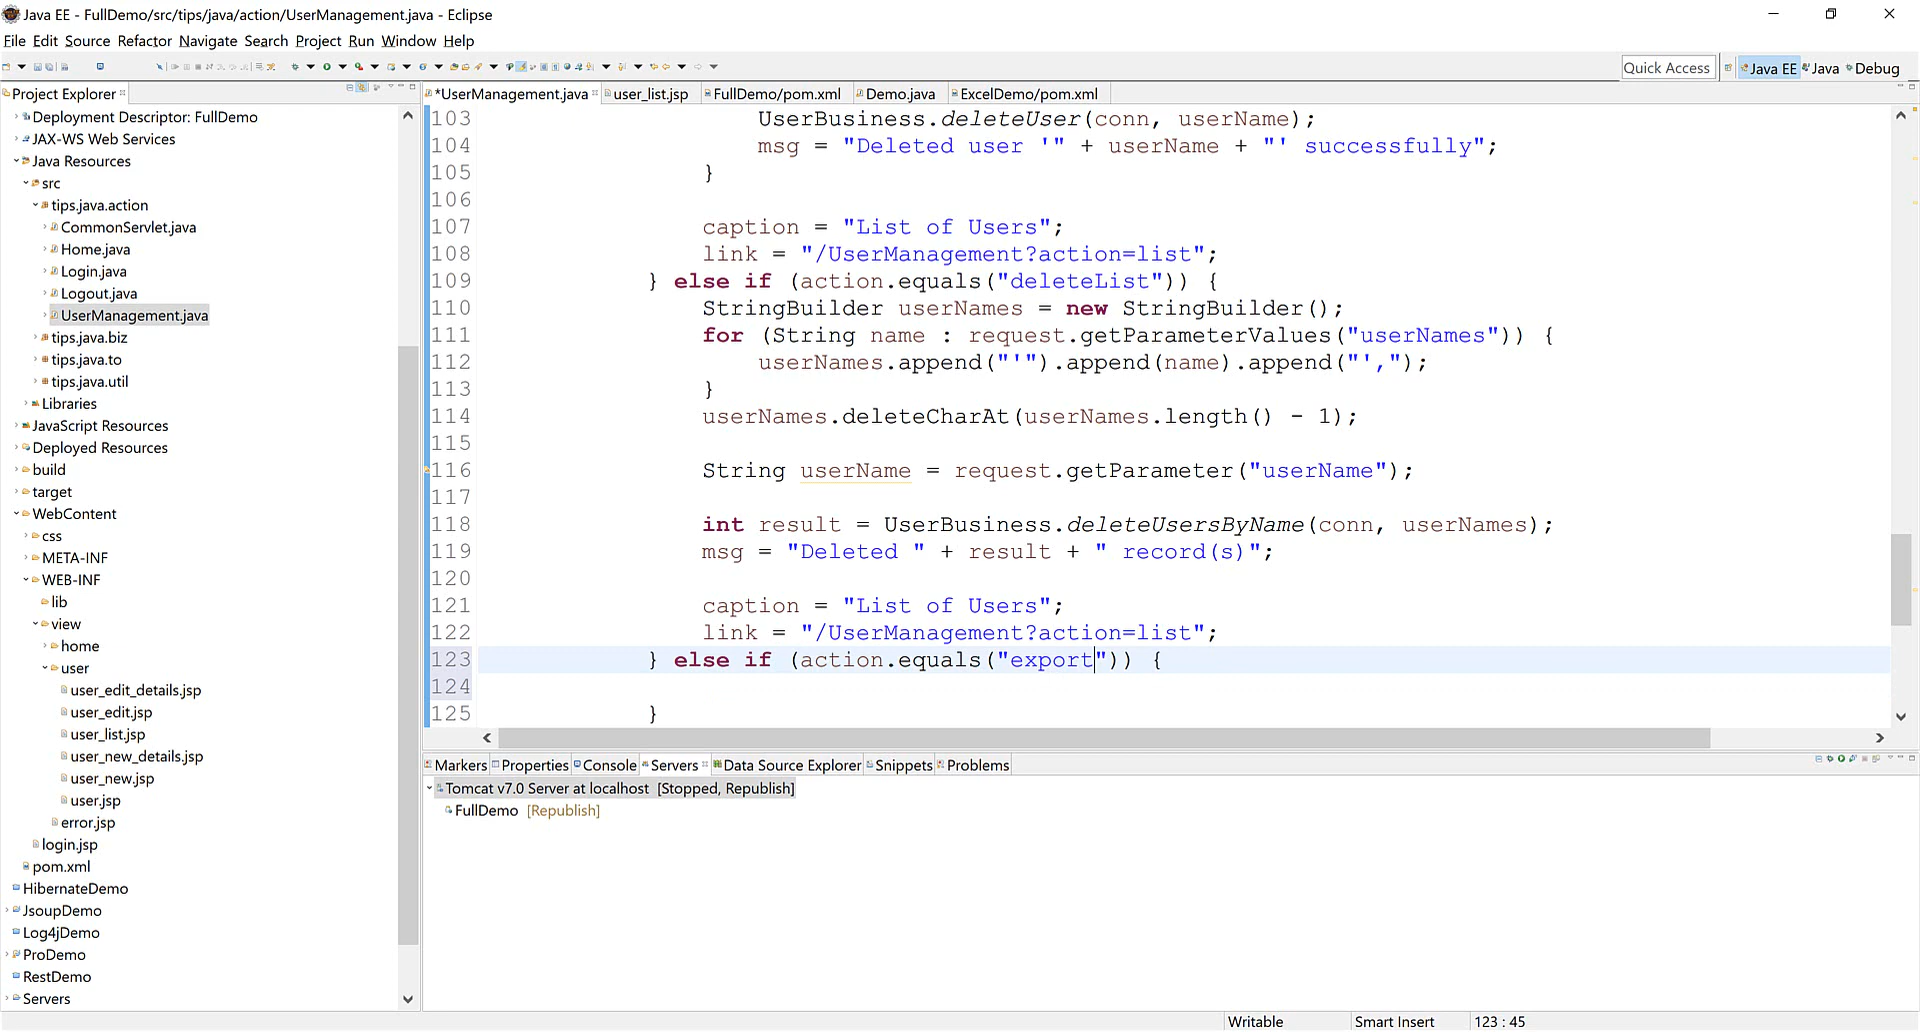 Java EE - FullDemo/src/tips/java/action/UserManagement.java - Eclipse
File Edit Source Refactor Navigate Search Project Run Window Help
Quick Access Java EE Java Debug
Project Explorer
Deployment Descriptor: FullDemo
JAX-WS Web Services
Java Resources
src
tips.java.action
CommonServlet.java
Home.java
Login.java
Logout.java
UserManagement.java
tips.java.biz
tips.java.to
tips.java.util
Libraries
JavaScript Resources
Deployed Resources
build
target
WebContent
css
META-INF
WEB-INF
lib
view
home
user
user_edit_details.jsp
user_edit.jsp
user_list.jsp
user_new_details.jsp
user_new.jsp
user.jsp
error.jsp
login.jsp
pom.xml
HibernateDemo
JsoupDemo
Log4jDemo
ProDemo
RestDemo
Servers
*UserManagement.java user_list.jsp FullDemo/pom.xml Demo.java ExcelDemo/pom.xml
103 UserBusiness.deleteUser(conn, userName);
104 msg = "Deleted user '" + userName + "' successfully";
105 }
106
107 caption = "List of Users";
108 link = "/UserManagement?action=list";
109 } else if (action.equals("deleteList")) {
110 StringBuilder userNames = new StringBuilder();
111 for (String name : request.getParameterValues("userNames")) {
112 userNames.append("'").append(name).append("',");
113 }
114 userNames.deleteCharAt(userNames.length() - 1);
115
116 String userName = request.getParameter("userName");
117
118 int result = UserBusiness.deleteUsersByName(conn, userNames);
119 msg = "Deleted " + result + " record(s)";
120
121 caption = "List of Users";
122 link = "/UserManagement?action=list";
123 } else if (action.equals("export")) {
124
125 }
Markers Properties Console Servers Data Source Explorer Snippets Problems
Tomcat v7.0 Server at localhost [Stopped, Republish]
FullDemo [Republish]
Writable Smart Insert 123 : 45